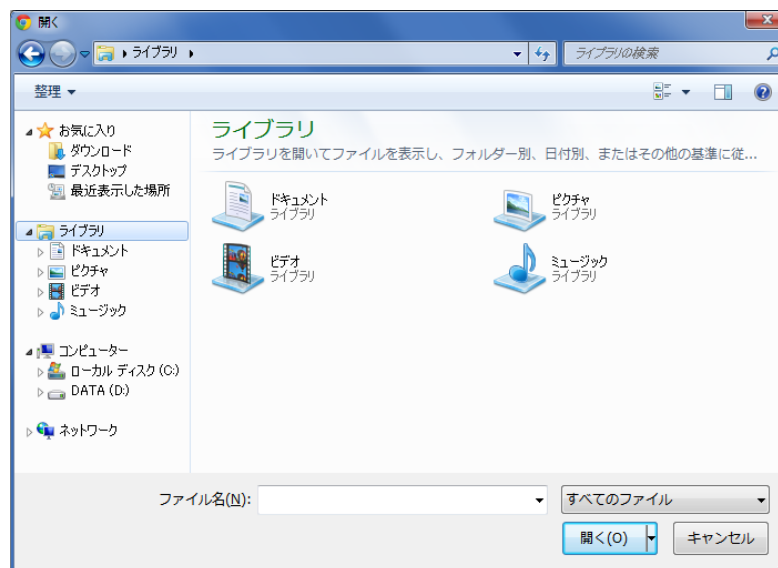 開く
ライブラリ
ライブラリの検索
整理
お気に入り
ダウンロード
デスクトップ
最近表示した場所
ライブラリ
ドキュメント
ピクチャ
ビデオ
ミュージック
コンピューター
ローカル ディスク (C:)
DATA (D:)
ネットワーク
ライブラリ
ライブラリを開いてファイルを表示し、フォルダー別、日付別、またはその他の基準に従...
ドキュメント
ライブラリ
ピクチャ
ライブラリ
ビデオ
ライブラリ
ミュージック
ライブラリ
ファイル名(N):
すべてのファイル
開く(O)
キャンセル